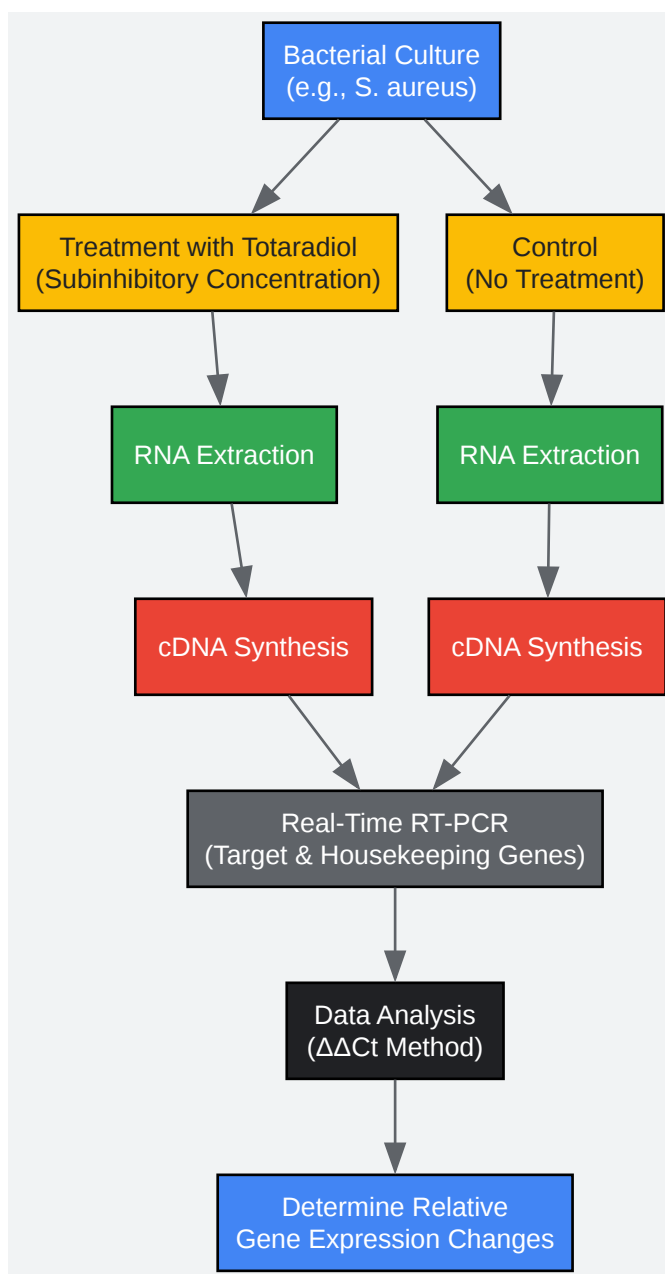 Bacterial Culture
(e.g., S. aureus)
Treatment with Totaradiol
(Subinhibitory Concentration)
Control
(No Treatment)
RNA Extraction
RNA Extraction
cDNA Synthesis
cDNA Synthesis
Real-Time RT-PCR
(Target & Housekeeping Genes)
Data Analysis
(ΔΔCt Method)
Determine Relative
Gene Expression Changes